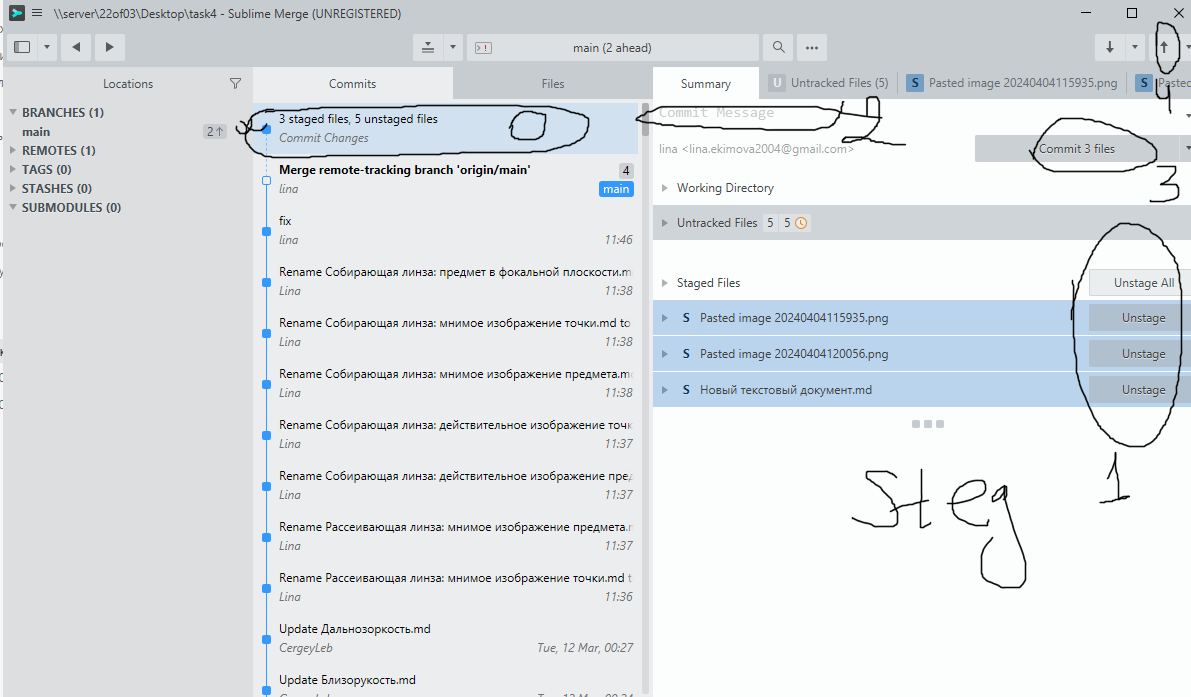 \\server\22of03\Desktop\task4 - Sublime Merge (UNREGISTERED)
main (2 ahead)
Locations
BRANCHES (1)
main 2↑
REMOTES (1)
TAGS (0)
STASHES (0)
SUBMODULES (0)
Commits Files
3 staged files, 5 unstaged files
Commit Changes
0
Merge remote-tracking branch 'origin/main' 4
lina main
fix
lina 11:46
Rename Собирающая линза: предмет в фокальной плоскости.m
Lina 11:38
Rename Собирающая линза: мнимое изображение точки.md to
Lina 11:38
Rename Собирающая линза: мнимое изображение предмета.m
Lina 11:38
Rename Собирающая линза: действительное изображение точк
Lina 11:37
Rename Собирающая линза: действительное изображение пред
Lina 11:37
Rename Рассеивающая линза: мнимое изображение предмета.
Lina 11:37
Rename Рассеивающая линза: мнимое изображение точки.md t
Lina 11:36
Update Дальнозоркость.md
CergeyLeb Tue, 12 Mar, 00:27
Update Близорукость.md
Summary U Untracked Files (5) S Pasted image 20240404115935.png S Pasted
4
Commit Message
2
lina <lina.ekimova2004@gmail.com> Commit 3 files
3
Working Directory
Untracked Files 5 5
Staged Files Unstage All
S Pasted image 20240404115935.png Unstage
S Pasted image 20240404120056.png Unstage
S Новый текстовый документ.md Unstage
1
Steg